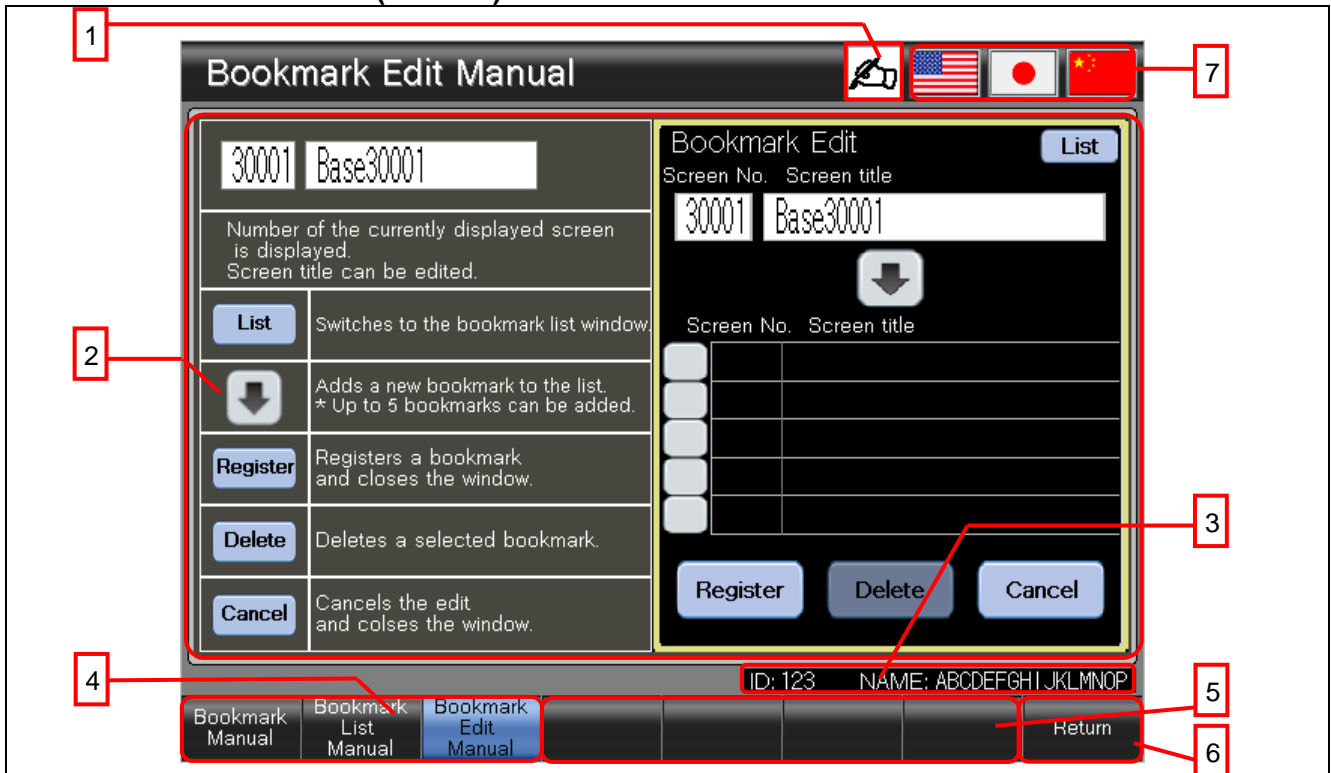 1
Bookmark Edit Manual
7
30001 Base30001
Number of the currently displayed screen
is displayed.
Screen title can be edited.
List
Switches to the bookmark list window.
2
Adds a new bookmark to the list.
* Up to 5 bookmarks can be added.
Register
Registers a bookmark
and closes the window.
Delete
Deletes a selected bookmark.
Cancel
Cancels the edit
and colses the window.
Bookmark Edit
List
Screen No. Screen title
30001 Base30001
Screen No. Screen title
3
Register Delete Cancel
ID: 123 NAME: ABCDEFGHIJKLMNOP
4
5
Bookmark
Manual
Bookmark
List
Manual
Bookmark
Edit
Manual
Return
6